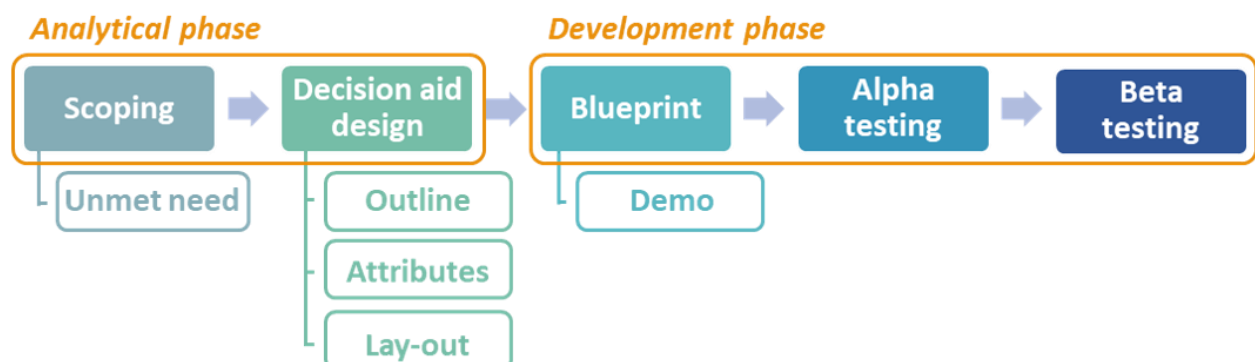 Analytical phase
Development phase
Scoping
Decision aid
design
Blueprint
Alpha
testing
Beta
testing
Unmet need
Outline
Attributes
Lay-out
Demo